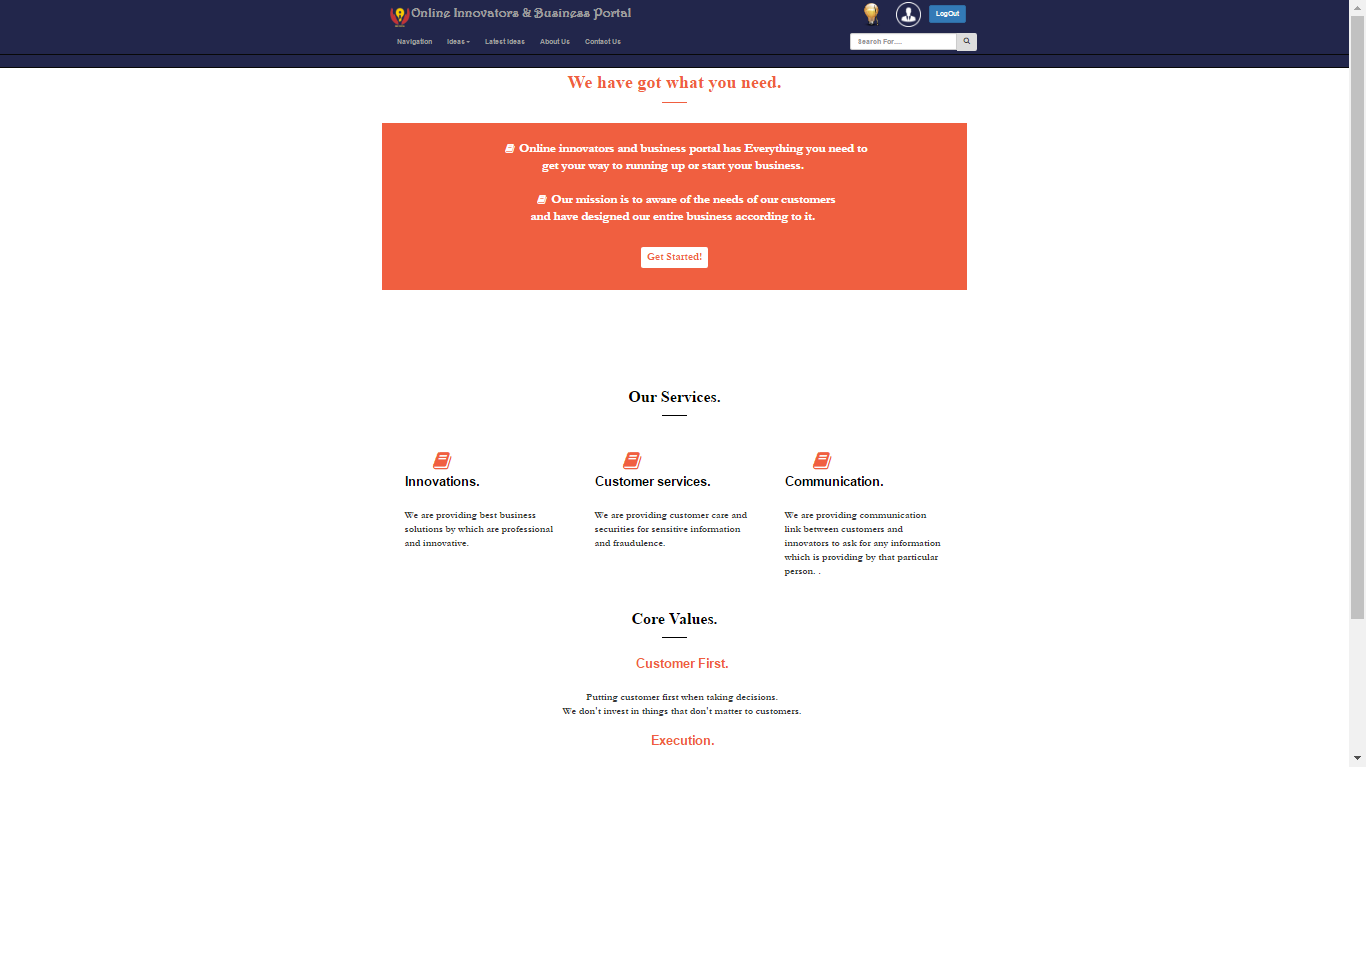 Online Innovators & Business Portal
LogOut
Navigation Ideas Latest Ideas About Us Contact Us
Search For....
We have got what you need.
Online innovators and business portal has Everything you need to
get your way to running up or start your business.
Our mission is to aware of the needs of our customers
and have designed our entire business according to it.
Get Started!
Our Services.
Innovations.
We are providing best business
solutions by which are professional
and innovative.
Customer services.
We are providing customer care and
securities for sensitive information
and fraudulence.
Communication.
We are providing communication
link between customers and
innovators to ask for any information
which is providing by that particular
person. .
Core Values.
Customer First.
Putting customer first when taking decisions.
We don't invest in things that don't matter to customers.
Execution.